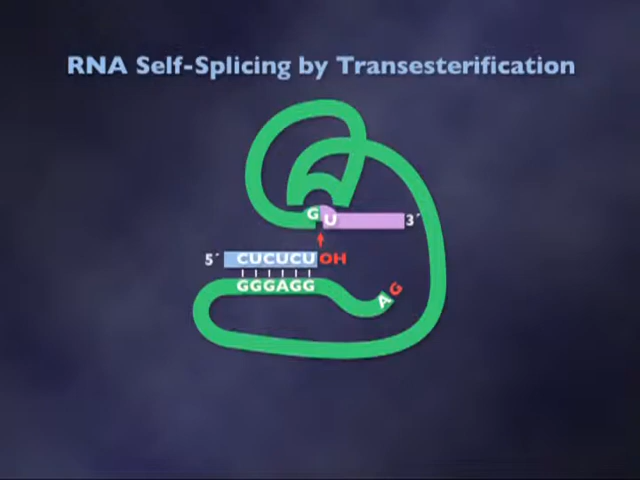 RNA Self-Splicing by Transesterification
G U 3´
5´ CUCUCU OH
GGGAGG
A G